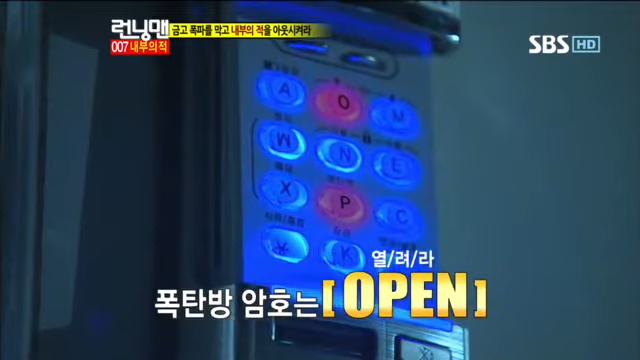 런닝맨
007 내부의적
금고 폭파를 막고 내부의 적을 아웃시켜라
SBS HD
A O M
W N E
X P C
* K
열/려/라
폭탄방 암호는 [OPEN]